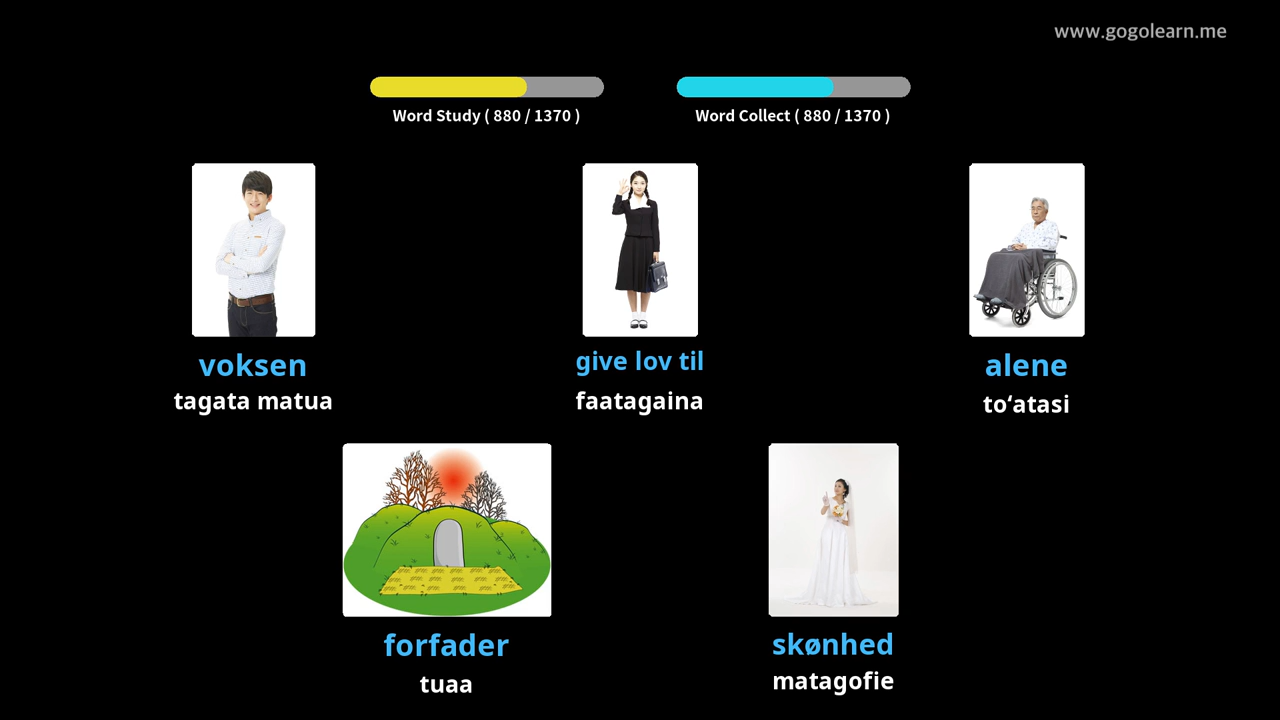 www.gogolearn.me
Word Study ( 880 / 1370 )
Word Collect ( 880 / 1370 )
voksen
tagata matua
give lov til
faatagaina
alene
toʻatasi
forfader
tuaa
skønhed
matagofie